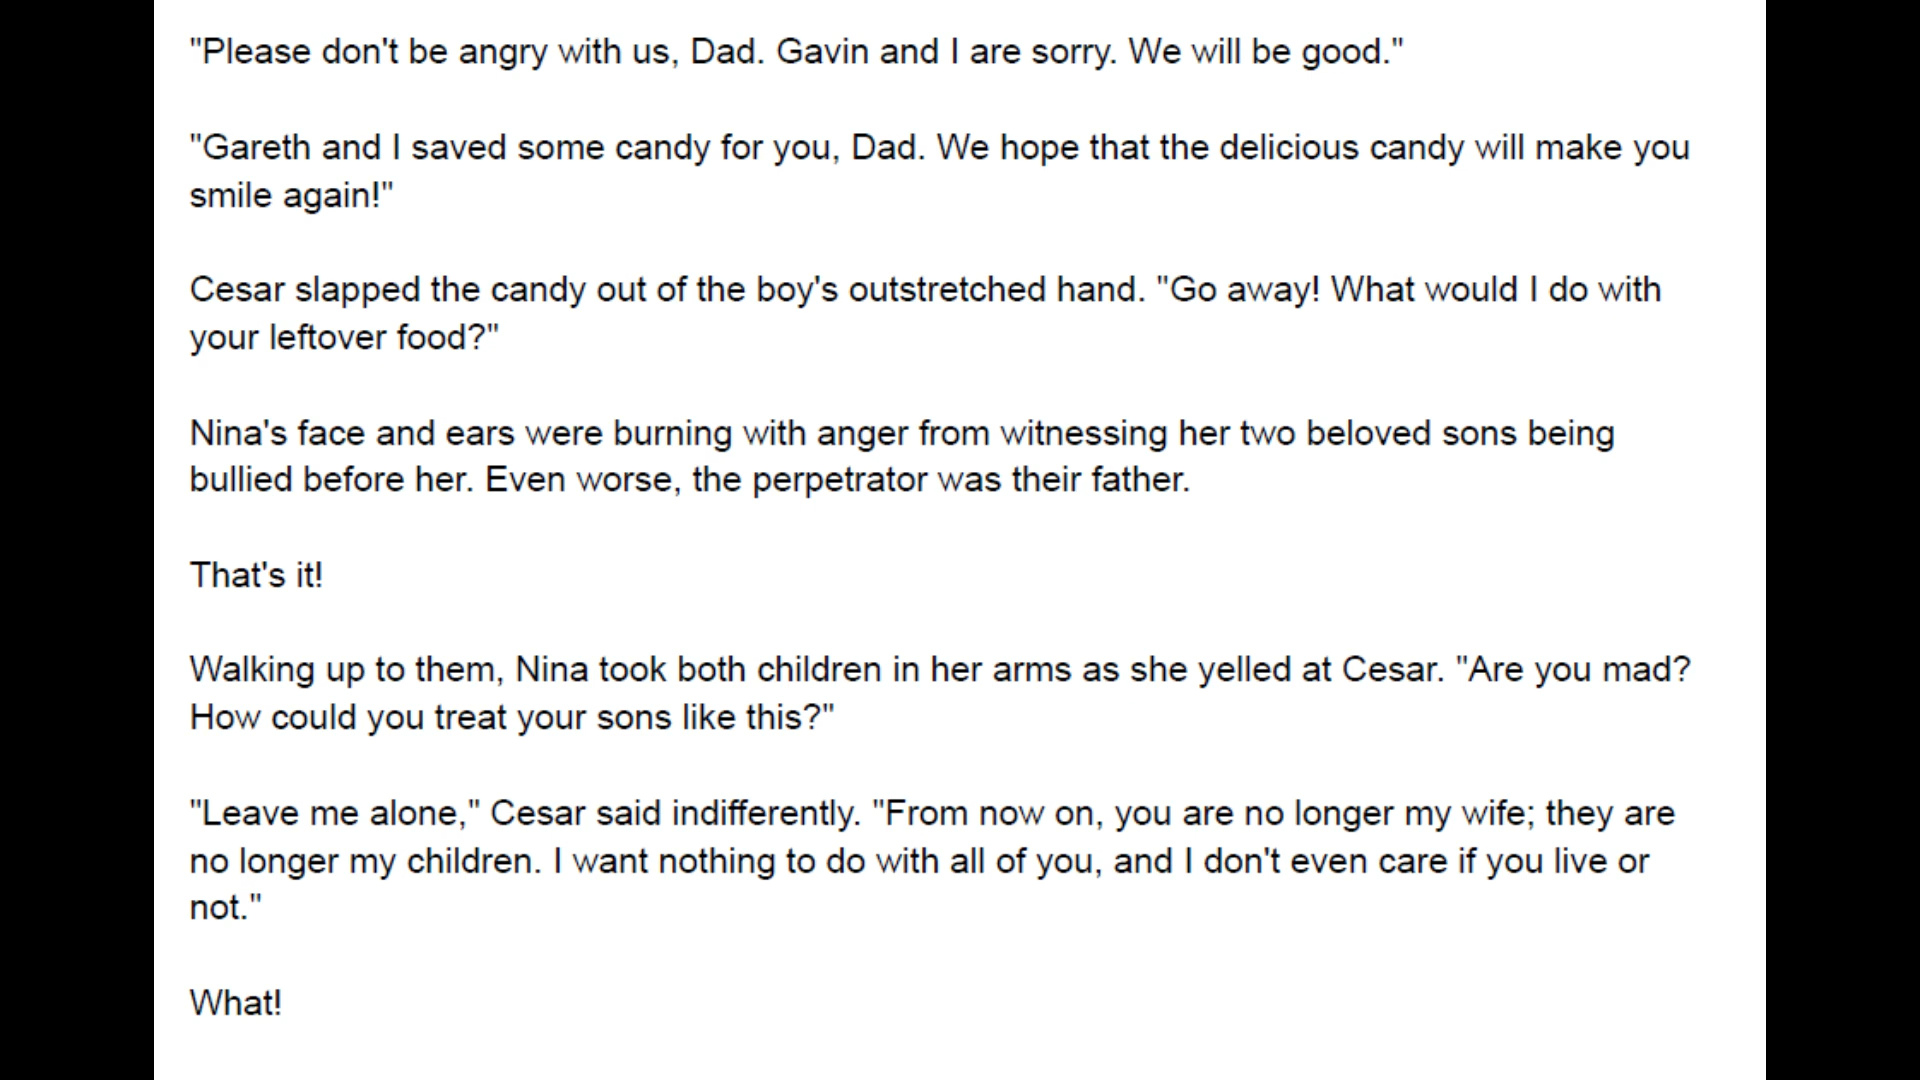 "Please don't be angry with us, Dad. Gavin and I are sorry. We will be good."
"Gareth and I saved some candy for you, Dad. We hope that the delicious candy will make you
smile again!"
Cesar slapped the candy out of the boy's outstretched hand. "Go away! What would I do with
your leftover food?"
Nina's face and ears were burning with anger from witnessing her two beloved sons being
bullied before her. Even worse, the perpetrator was their father.
That's it!
Walking up to them, Nina took both children in her arms as she yelled at Cesar. "Are you mad?
How could you treat your sons like this?"
"Leave me alone," Cesar said indifferently. "From now on, you are no longer my wife; they are
no longer my children. I want nothing to do with all of you, and I don't even care if you live or
not."
What!